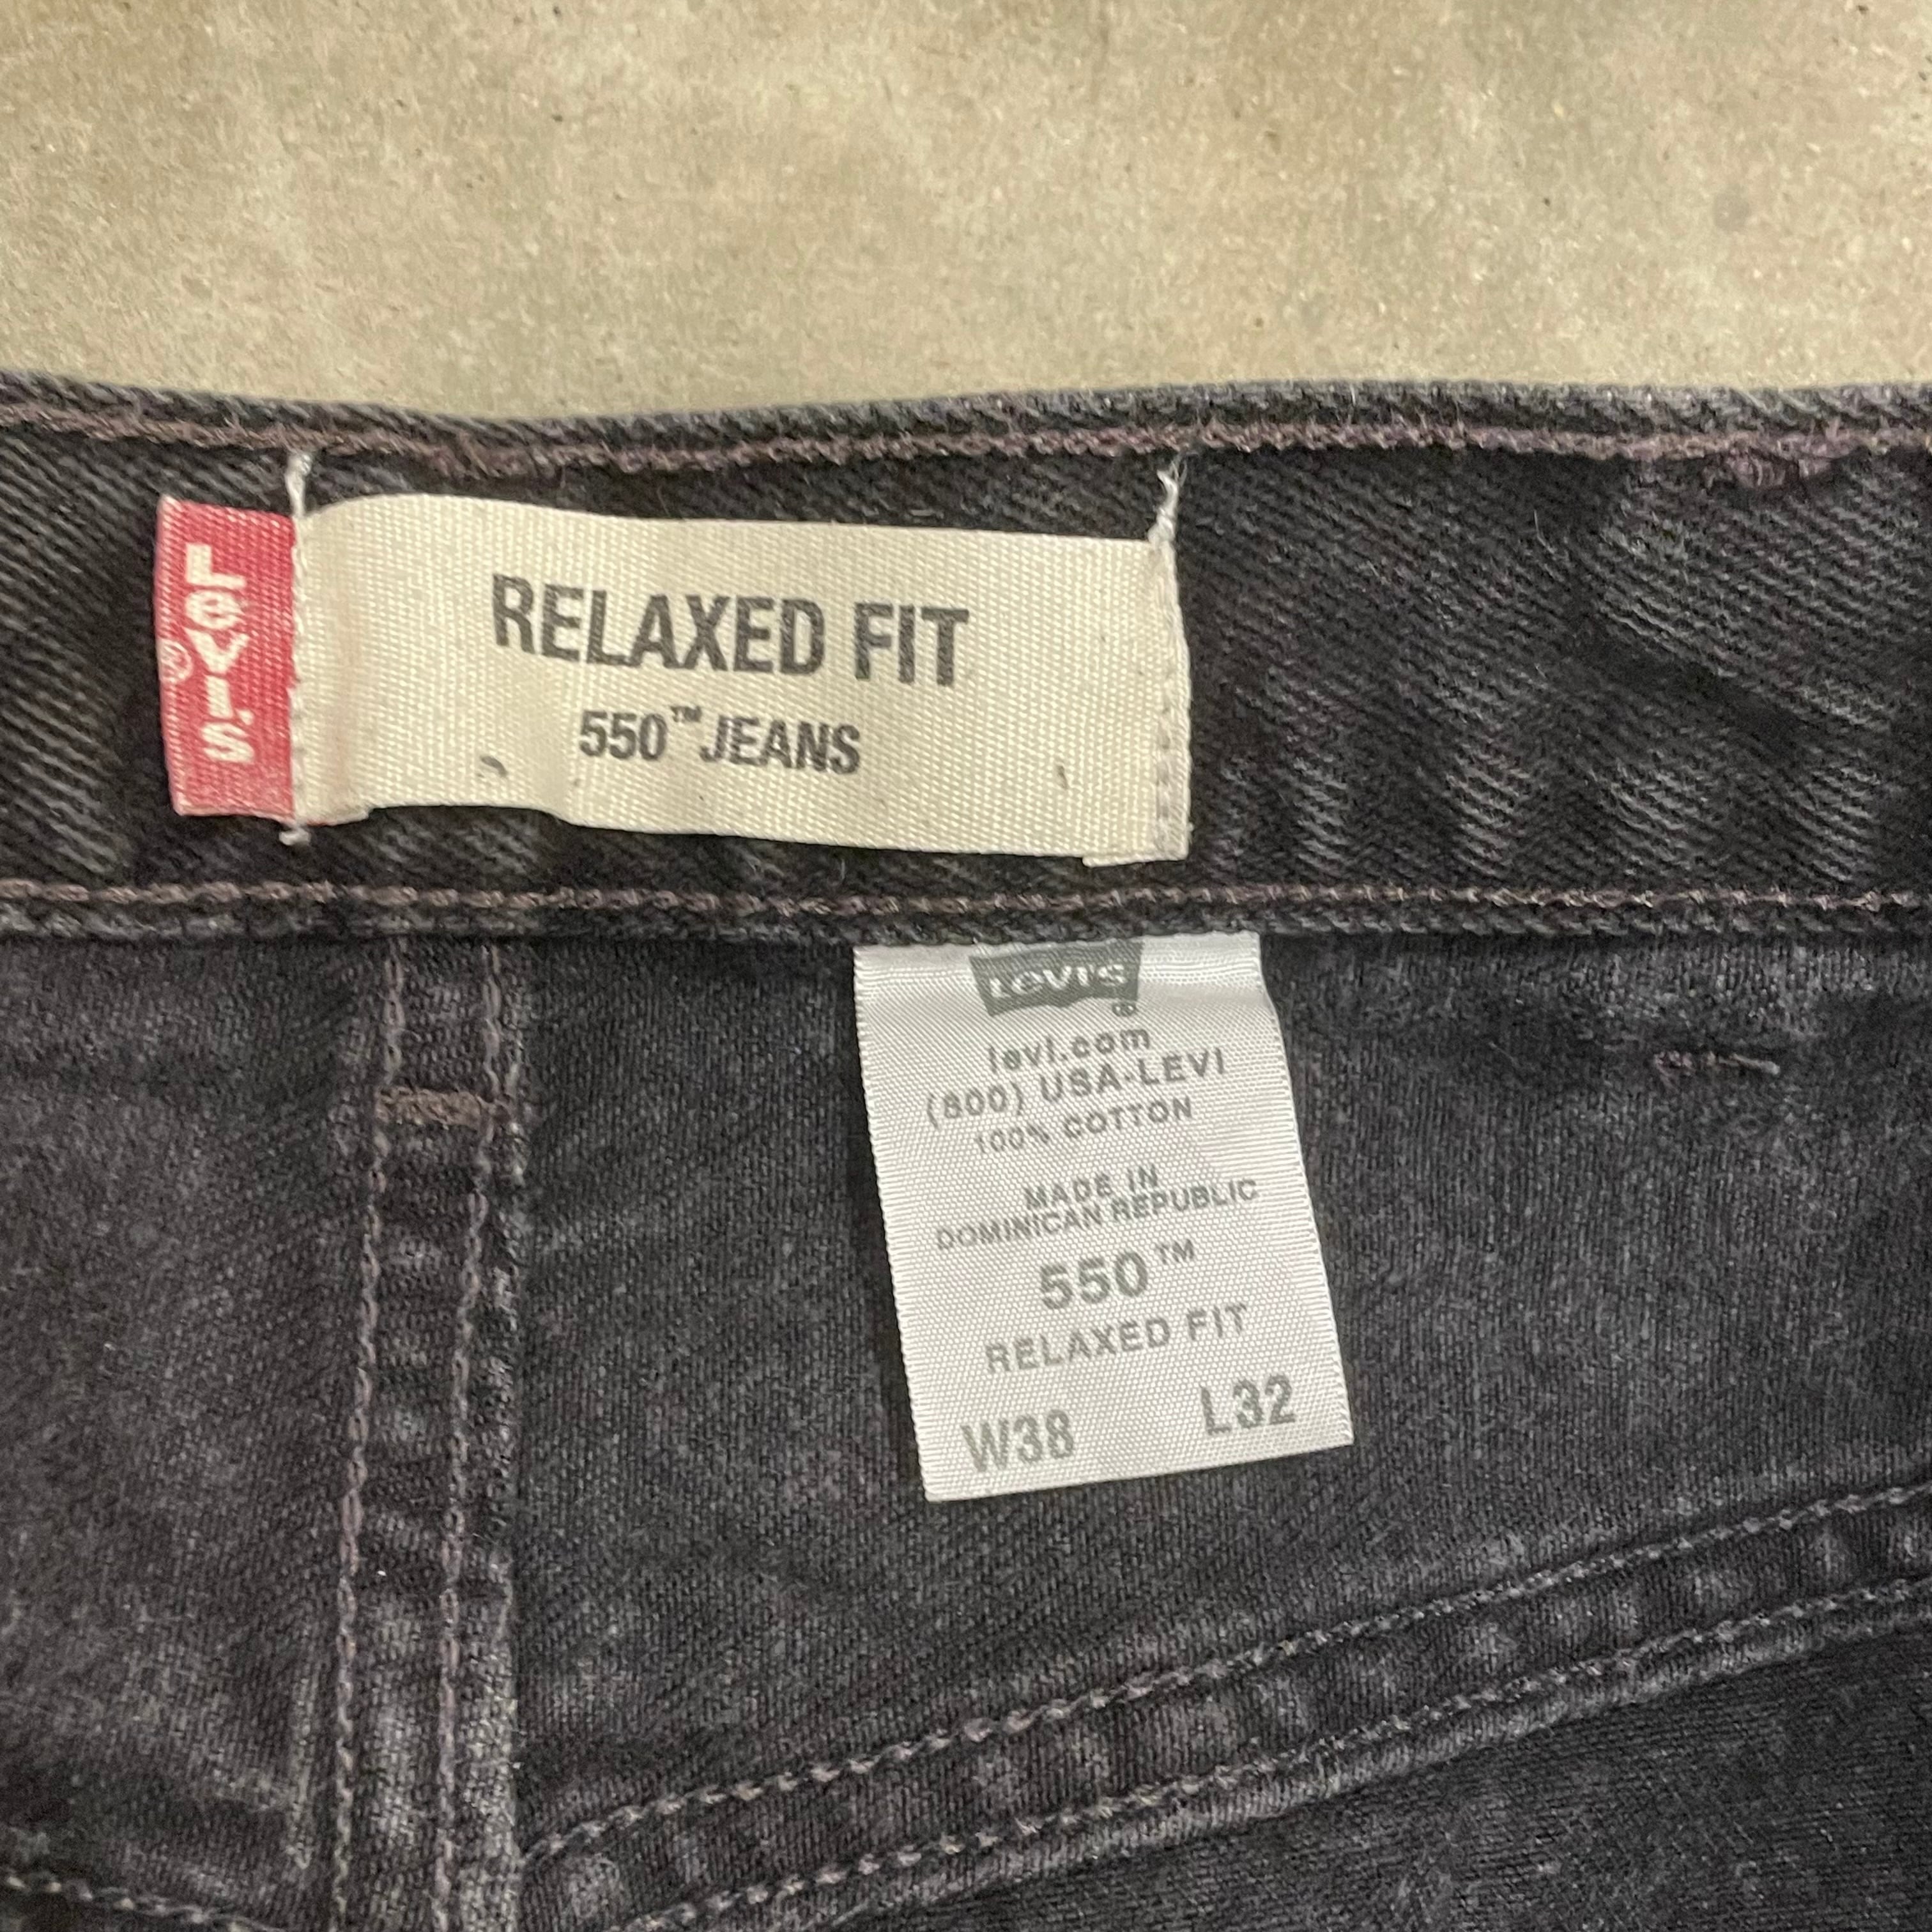 Levi's
®
RELAXED FIT
550™ JEANS
Levi's
®
levi.com
(800) USA-LEVI
100% COTTON
MADE IN
DOMINICAN REPUBLIC
550™
RELAXED FIT
W38 L32